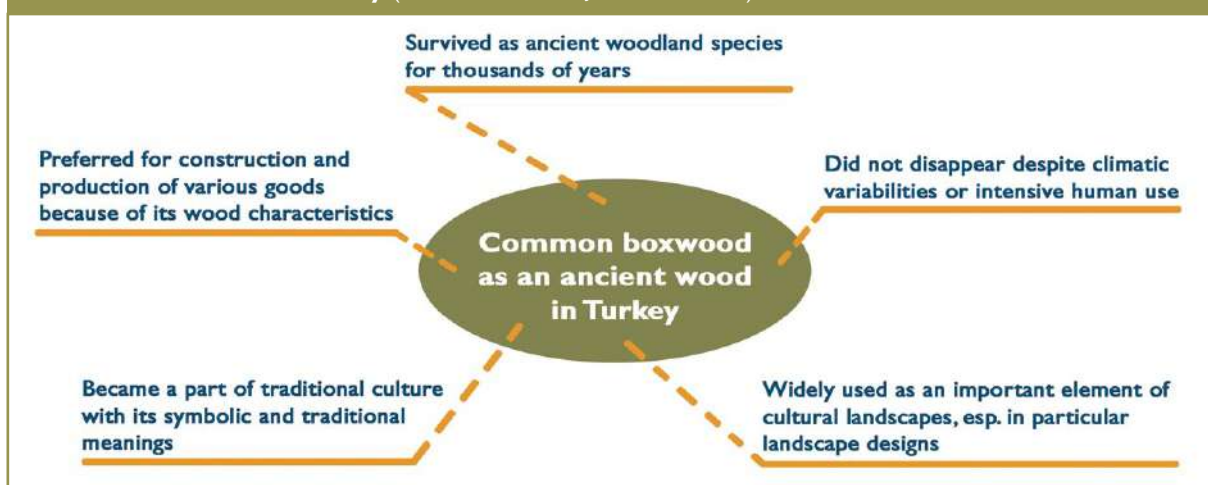 Survived as ancient woodland species
for thousands of years
Preferred for construction and
production of various goods
because of its wood characteristics
Did not disappear despite climatic
variabilities or intensive human use
Common boxwood
as an ancient wood
in Turkey
Became a part of traditional culture
with its symbolic and traditional
meanings
Widely used as an important element of
cultural landscapes, esp. in particular
landscape designs